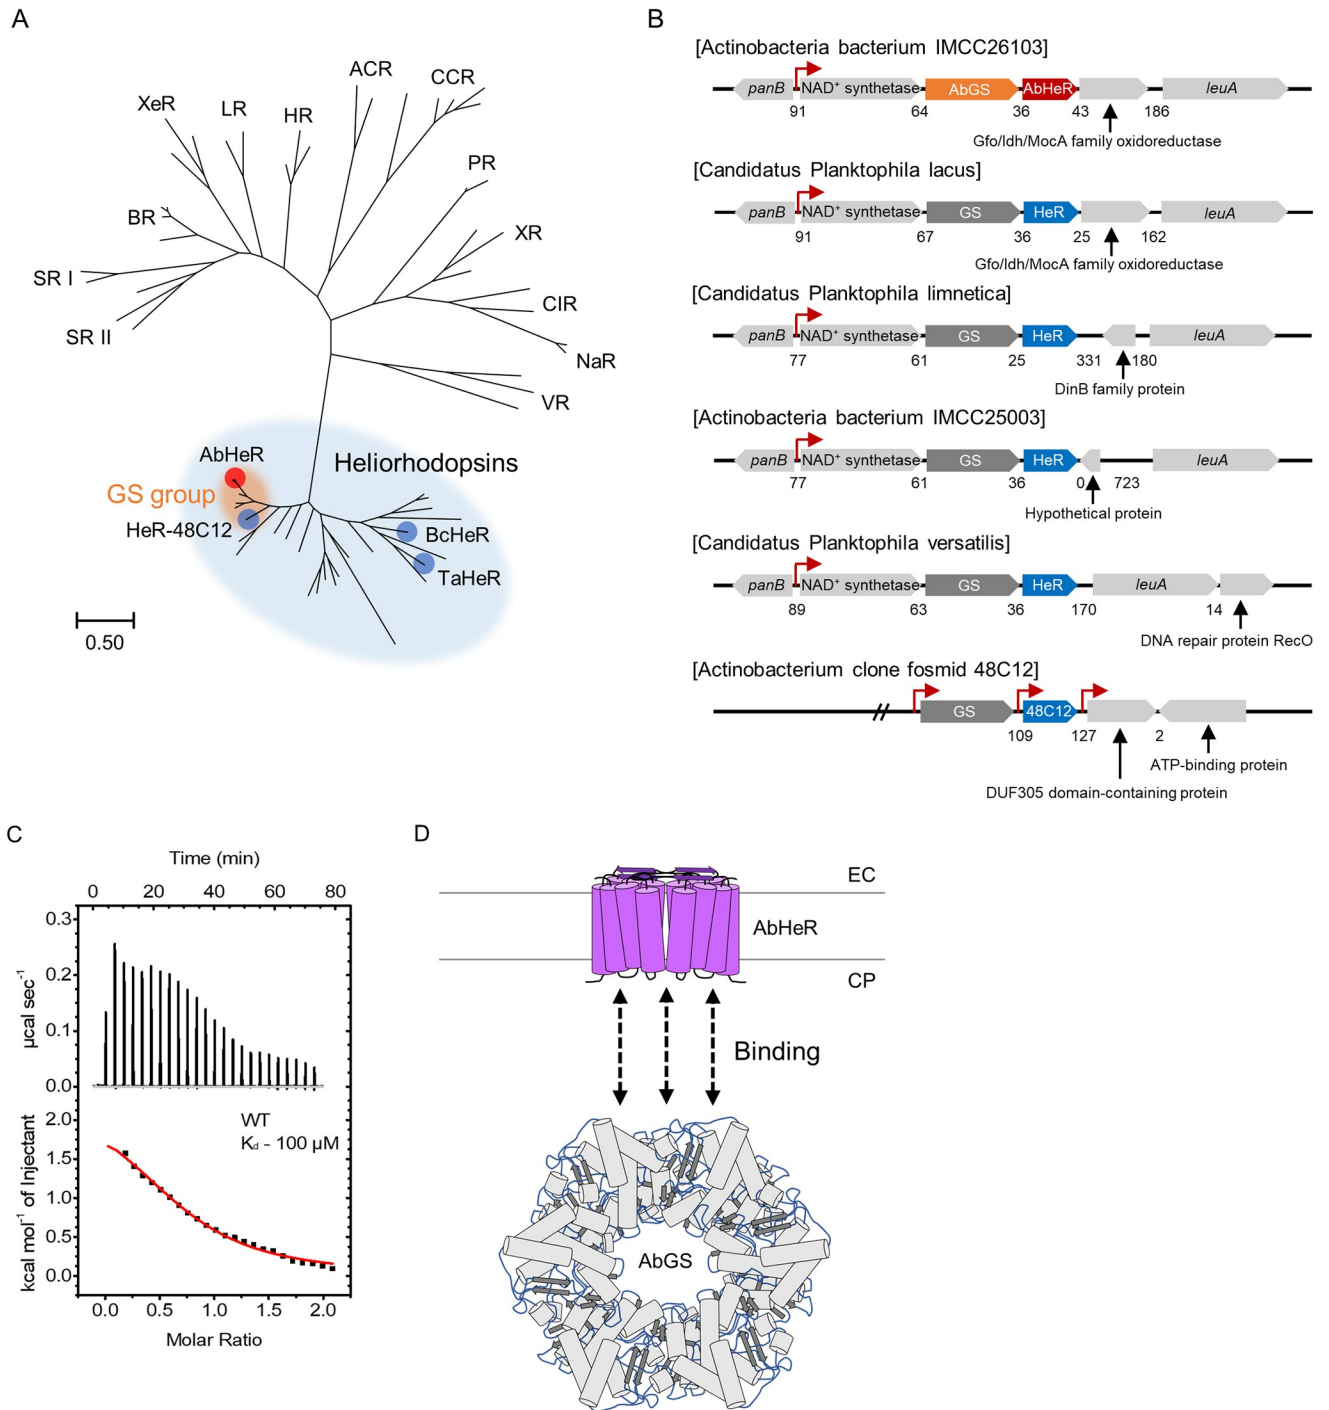 A
ACR
CCR
XeR
LR
HR
PR
BR
XR
SR I
ClR
SR II
NaR
VR
AbHeR
Heliorhodopsins
GS group
HeR-48C12
BcHeR
TaHeR
0.50
B
[Actinobacteria bacterium IMCC26103]
panB NAD+ synthetase AbGS AbHeR leuA
91 64 36 43 186
Gfo/Idh/MocA family oxidoreductase
[Candidatus Planktophila lacus]
panB NAD+ synthetase GS HeR leuA
91 67 36 25 162
Gfo/Idh/MocA family oxidoreductase
[Candidatus Planktophila limnetica]
panB NAD+ synthetase GS HeR leuA
77 61 25 331 180
DinB family protein
[Actinobacteria bacterium IMCC25003]
panB NAD+ synthetase GS HeR leuA
77 64 36 0 723
Hypothetical protein
[Candidatus Planktophila versatilis]
panB NAD+ synthetase GS HeR leuA
89 63 36 170 14
DNA repair protein RecO
[Actinobacterium clone fosmid 48C12]
GS 48C12
109 127 2
ATP-binding protein
DUF305 domain-containing protein
C
Time (min)
0 20 40 60 80
0.3
0.2
0.1
0.0
µcal sec-1
2.0
1.5
1.0
0.5
0.0
kcal mol-1 of Injectant
WT
Kd - 100 µM
0.0 0.5 1.0 1.5 2.0
Molar Ratio
D
EC
AbHeR
CP
Binding
AbGS